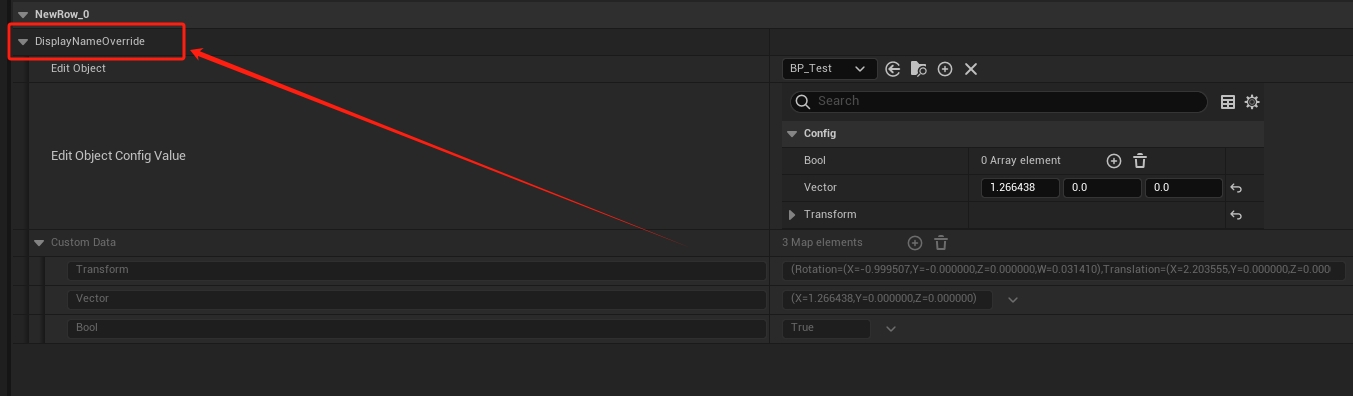 NewRow_0
DisplayNameOverride
Edit Object
BP_Test
Search
Config
Edit Object Config Value
Bool
0 Array element
Vector
1.266438
0.0
0.0
Transform
Custom Data
3 Map elements
Transform
(Rotation=(X=-0.999507,Y=-0.000000,Z=0.000000,W=0.031410),Translation=(X=2.203555,Y=0.000000,Z=0.000
Vector
(X=1.266438,Y=0.000000,Z=0.000000)
Bool
True